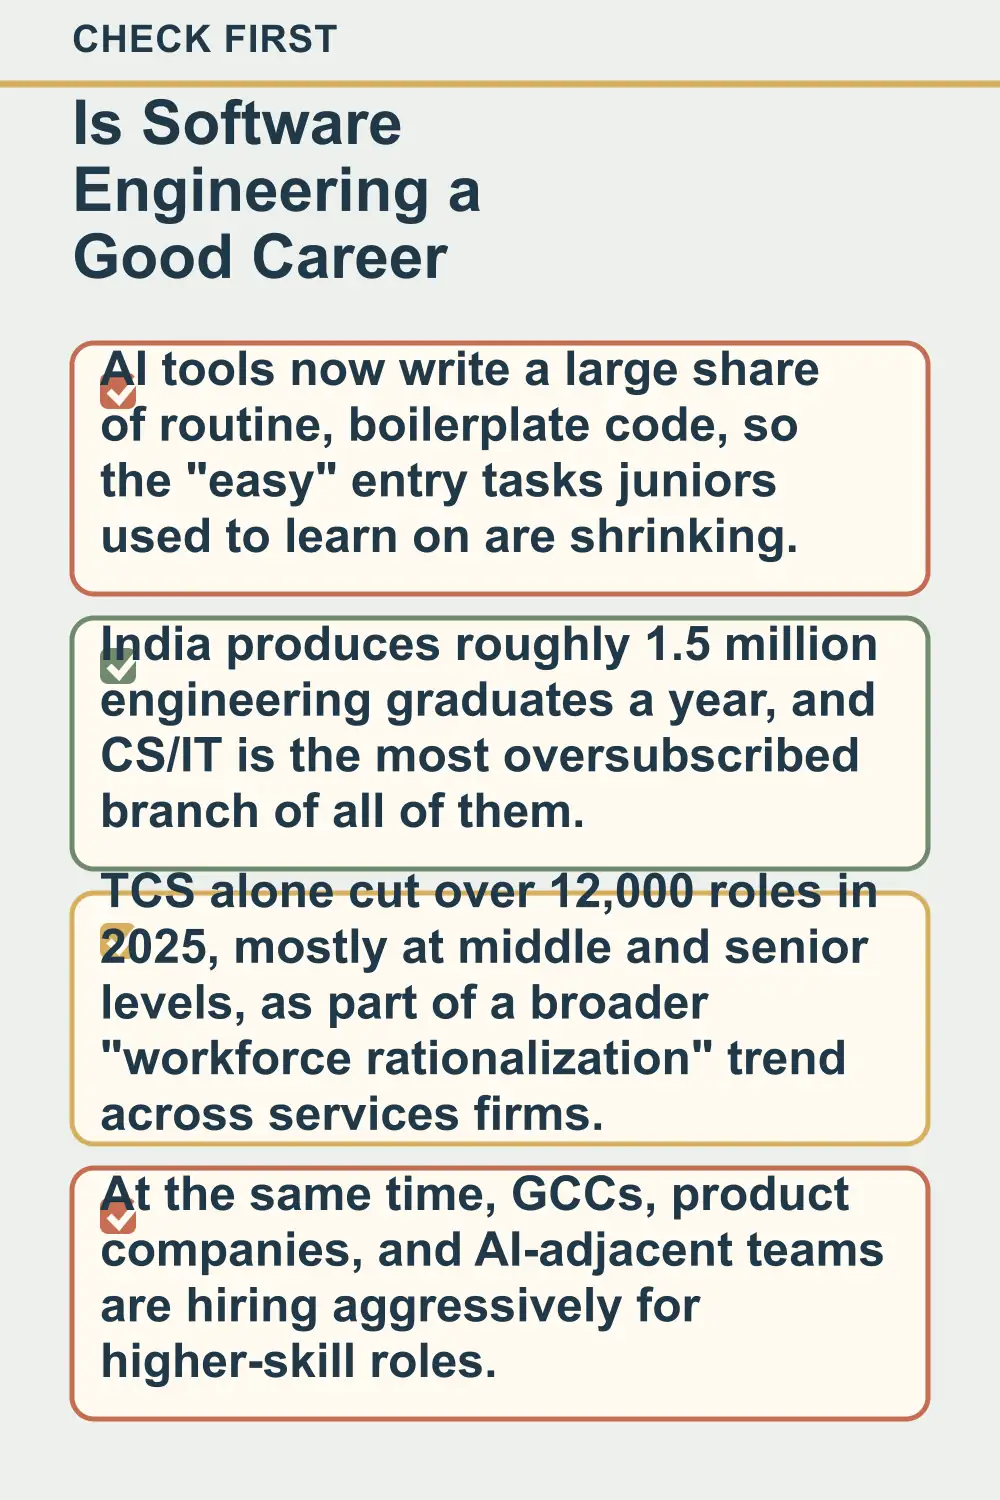 CHECK FIRST
Is Software
Engineering a
Good Career
AI tools now write a large share
of routine, boilerplate code, so
the "easy" entry tasks juniors
used to learn on are shrinking.
India produces roughly 1.5 million
engineering graduates a year, and
CS/IT is the most oversubscribed
branch of all of them.
TCS alone cut over 12,000 roles in
2025, mostly at middle and senior
levels, as part of a broader
"workforce rationalization" trend
across services firms.
At the same time, GCCs, product
companies, and AI-adjacent teams
are hiring aggressively for
higher-skill roles.